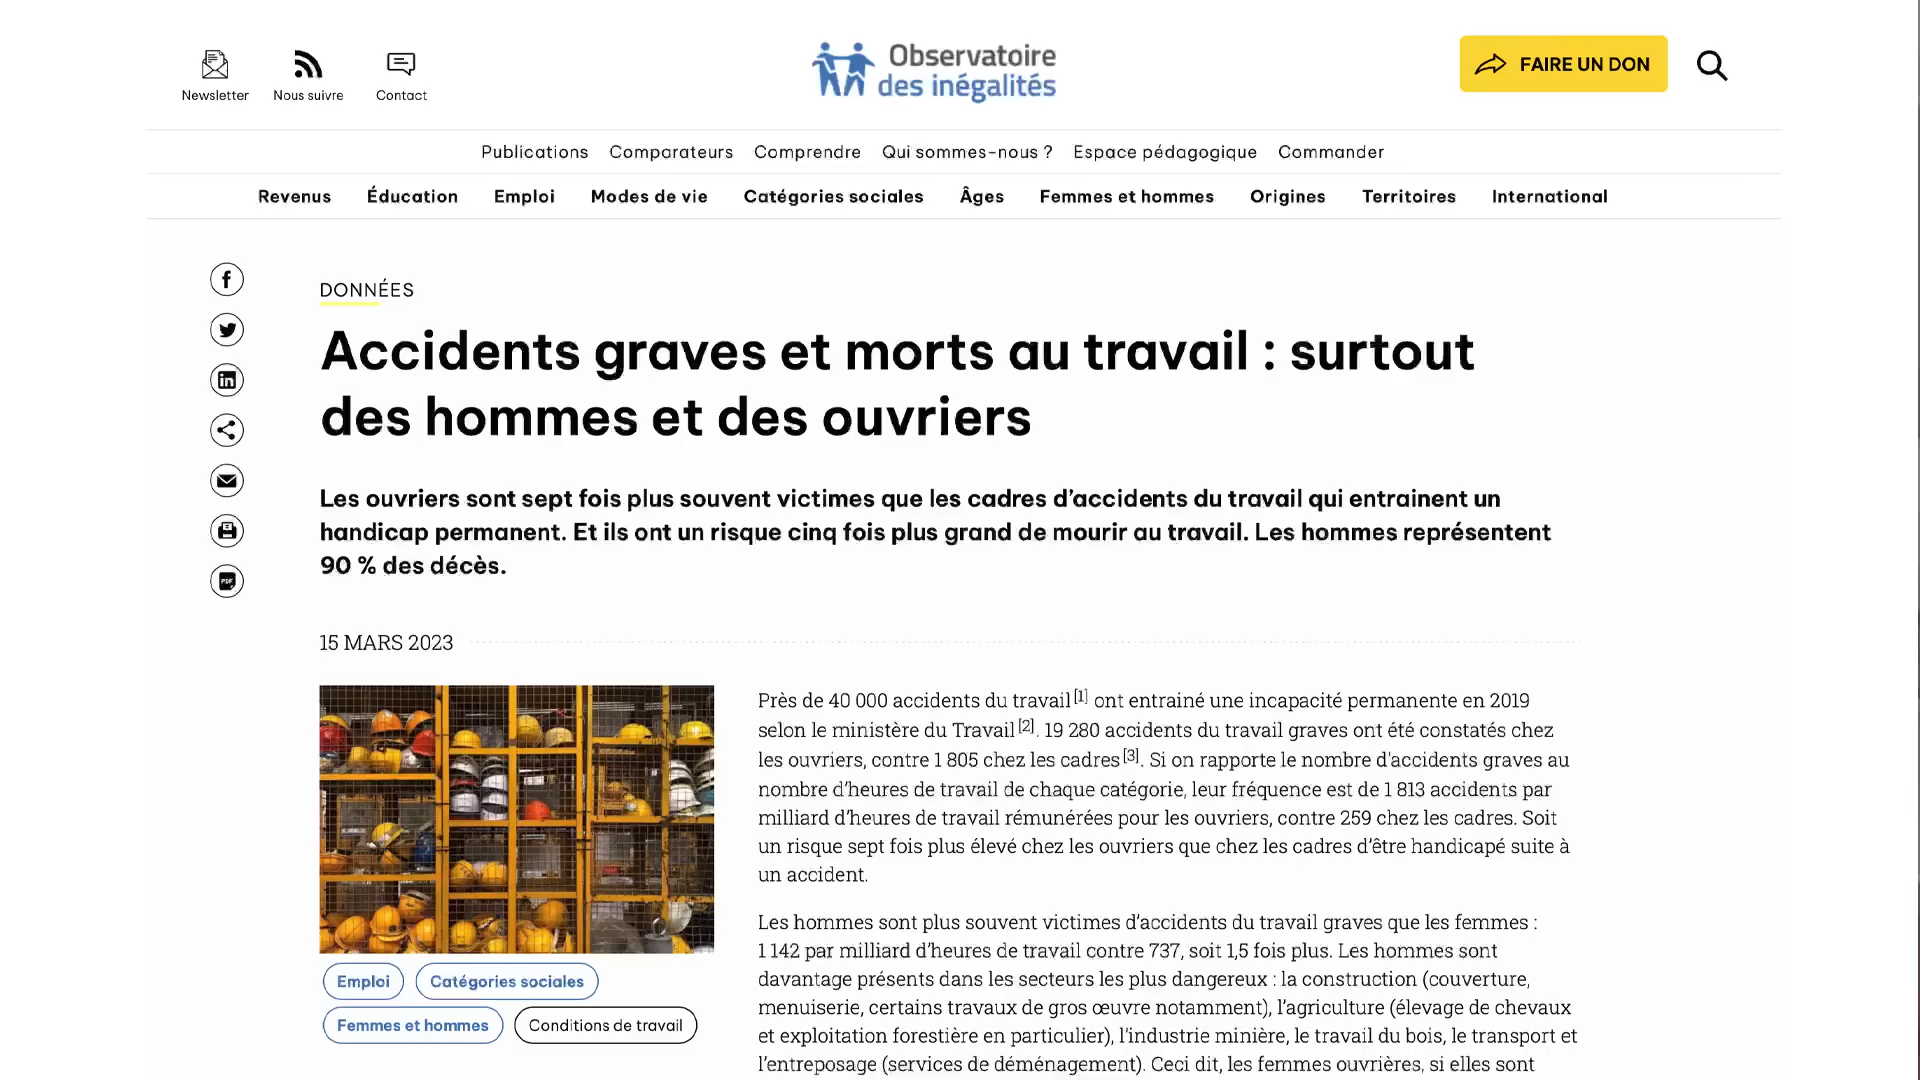 Newsletter
Nous suivre
Contact
Observatoire
des inégalités
FAIRE UN DON
Publications Comparateurs Comprendre Qui sommes-nous ? Espace pédagogique Commander
Revenus Éducation Emploi Modes de vie Catégories sociales Âges Femmes et hommes Origines Territoires International
DONNÉES
Accidents graves et morts au travail : surtout
des hommes et des ouvriers
Les ouvriers sont sept fois plus souvent victimes que les cadres d’accidents du travail qui entrainent un
handicap permanent. Et ils ont un risque cinq fois plus grand de mourir au travail. Les hommes représentent
90 % des décès.
15 MARS 2023
Près de 40 000 accidents du travail [1] ont entrainé une incapacité permanente en 2019
selon le ministère du Travail [2]. 19 280 accidents du travail graves ont été constatés chez
les ouvriers, contre 1 805 chez les cadres [3]. Si on rapporte le nombre d'accidents graves au
nombre d’heures de travail de chaque catégorie, leur fréquence est de 1 813 accidents par
milliard d’heures de travail rémunérées pour les ouvriers, contre 259 chez les cadres. Soit
un risque sept fois plus élevé chez les ouvriers que chez les cadres d’être handicapé suite à
un accident.
Les hommes sont plus souvent victimes d’accidents du travail graves que les femmes :
1 142 par milliard d’heures de travail contre 737, soit 1,5 fois plus. Les hommes sont
davantage présents dans les secteurs les plus dangereux : la construction (couverture,
menuiserie, certains travaux de gros œuvre notamment), l’agriculture (élevage de chevaux
et exploitation forestière en particulier), l’industrie minière, le travail du bois, le transport et
l’entreposage (services de déménagement). Ceci dit, les femmes ouvrières, si elles sont
Emploi
Catégories sociales
Femmes et hommes
Conditions de travail
PDF